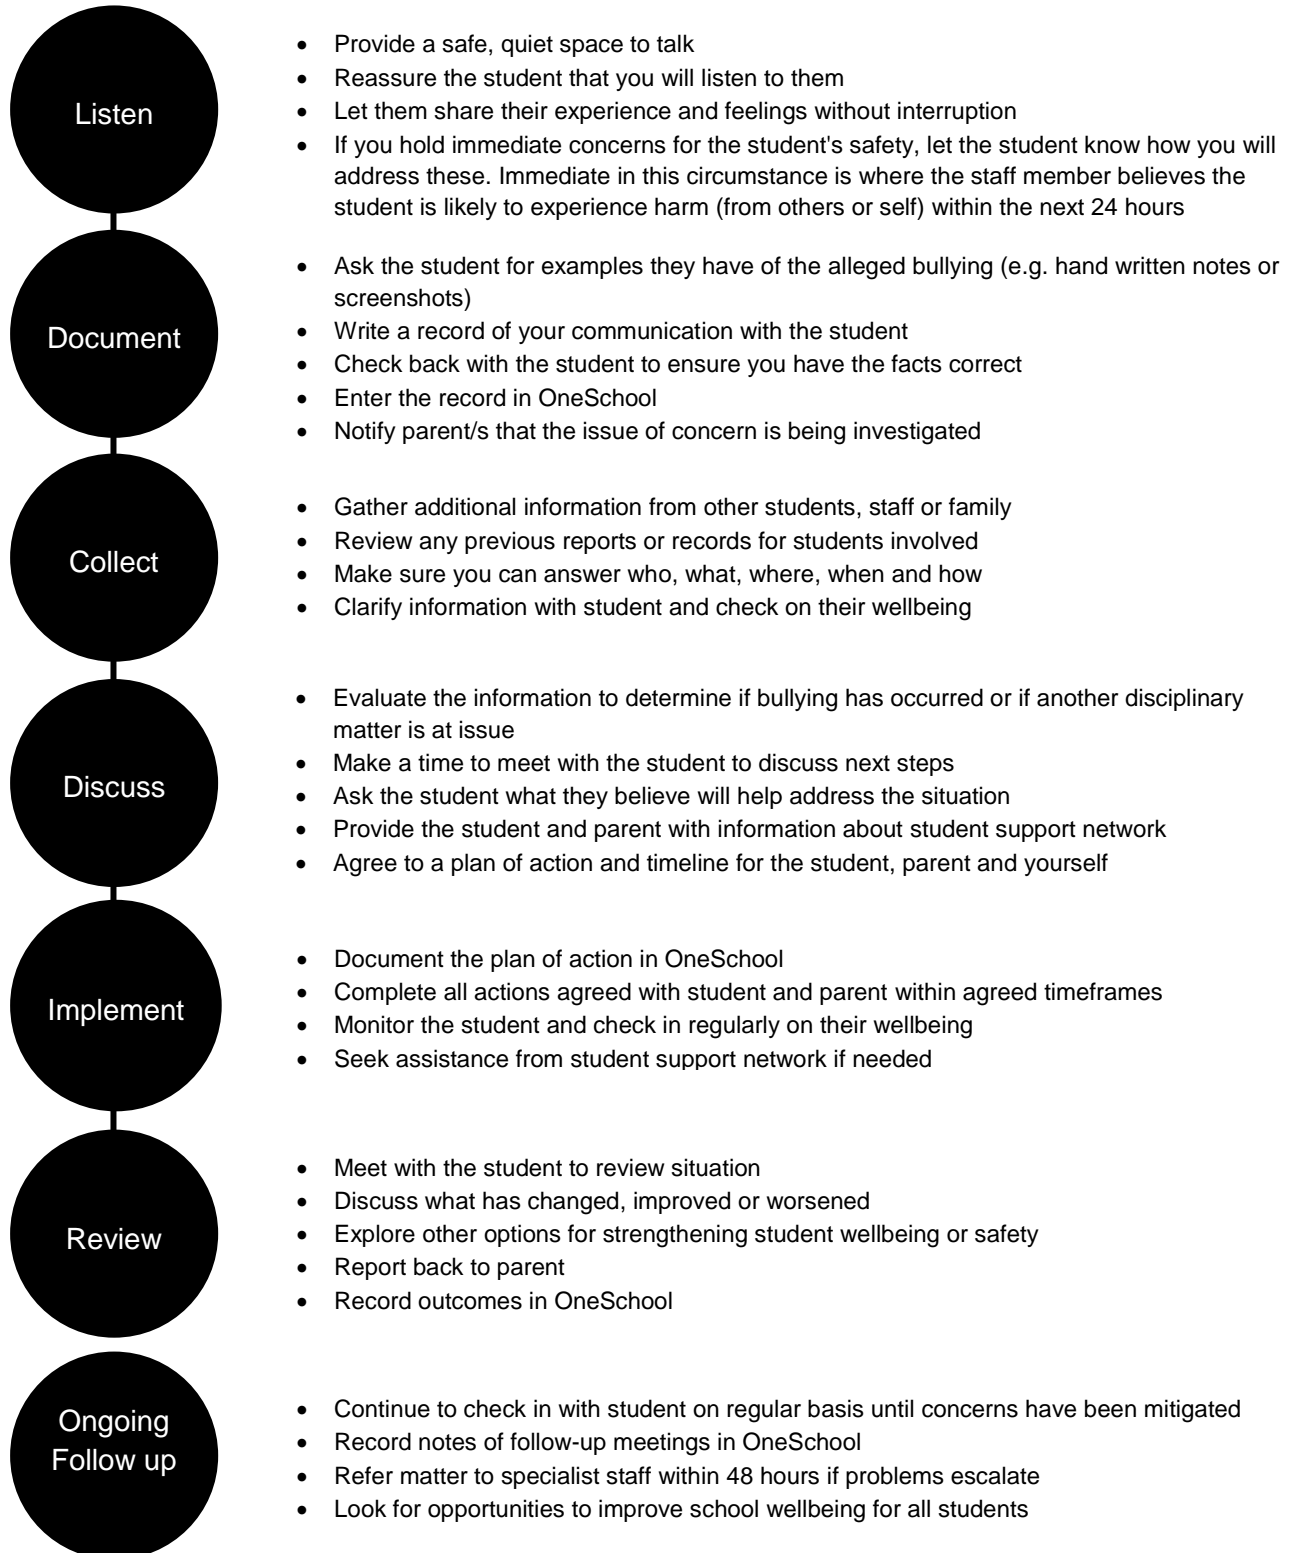 Listen
• Provide a safe, quiet space to talk
• Reassure the student that you will listen to them
• Let them share their experience and feelings without interruption
• If you hold immediate concerns for the student's safety, let the student know how you will
address these. Immediate in this circumstance is where the staff member believes the
student is likely to experience harm (from others or self) within the next 24 hours
Document
• Ask the student for examples they have of the alleged bullying (e.g. hand written notes or
screenshots)
• Write a record of your communication with the student
• Check back with the student to ensure you have the facts correct
• Enter the record in OneSchool
• Notify parent/s that the issue of concern is being investigated
Collect
• Gather additional information from other students, staff or family
• Review any previous reports or records for students involved
• Make sure you can answer who, what, where, when and how
• Clarify information with student and check on their wellbeing
Discuss
• Evaluate the information to determine if bullying has occurred or if another disciplinary
matter is at issue
• Make a time to meet with the student to discuss next steps
• Ask the student what they believe will help address the situation
• Provide the student and parent with information about student support network
• Agree to a plan of action and timeline for the student, parent and yourself
Implement
• Document the plan of action in OneSchool
• Complete all actions agreed with student and parent within agreed timeframes
• Monitor the student and check in regularly on their wellbeing
• Seek assistance from student support network if needed
Review
• Meet with the student to review situation
• Discuss what has changed, improved or worsened
• Explore other options for strengthening student wellbeing or safety
• Report back to parent
• Record outcomes in OneSchool
Ongoing
Follow up
• Continue to check in with student on regular basis until concerns have been mitigated
• Record notes of follow-up meetings in OneSchool
• Refer matter to specialist staff within 48 hours if problems escalate
• Look for opportunities to improve school wellbeing for all students